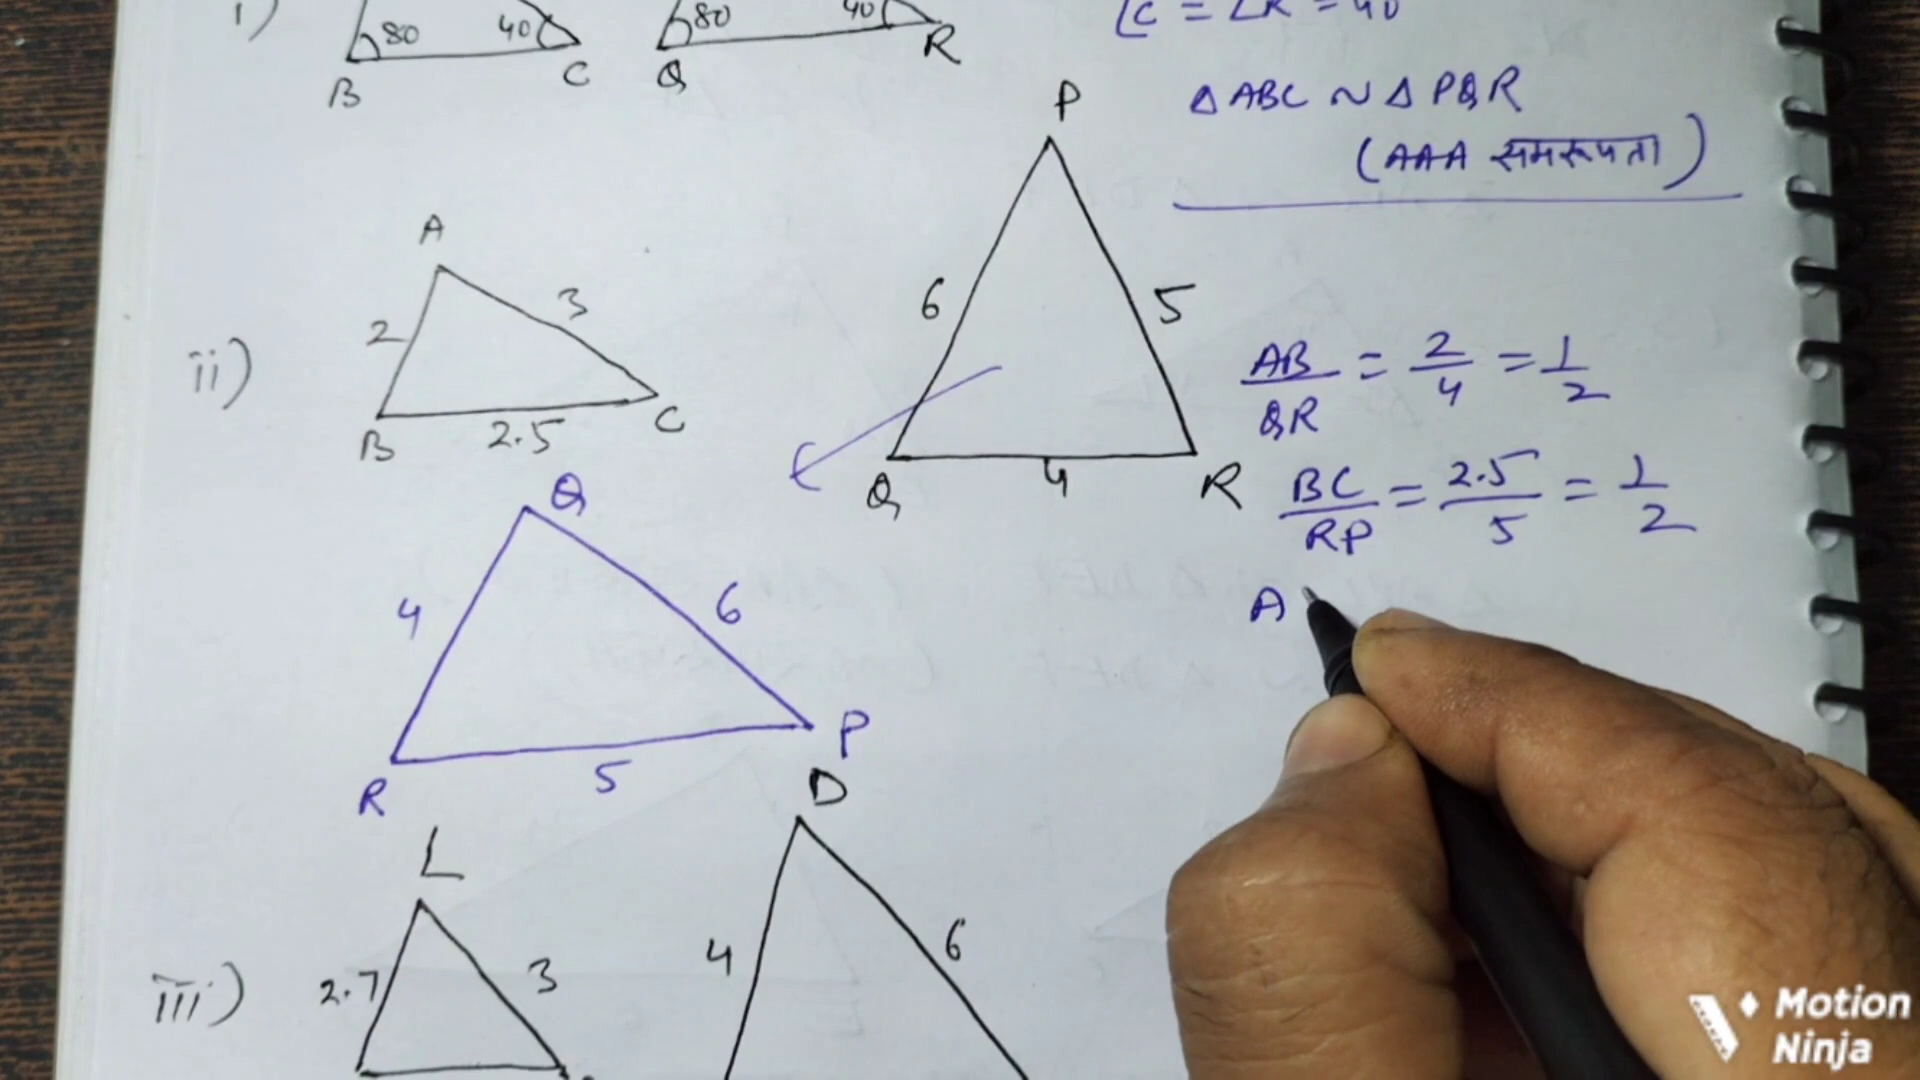 i) 80 40 80 40
B C Q R
∠C = ∠R = 40
△ABC ~ △PQR
(AAA समरूपता)
ii)
A
2 3
B 2.5 C
P
6 5
Q 4 R
AB/QR = 2/4 = 1/2
BC/RP = 2.5/5 = 1/2
A
Q
4 6
R 5 P
iii)
L
2.7 3
D
4 6
Motion
Ninja